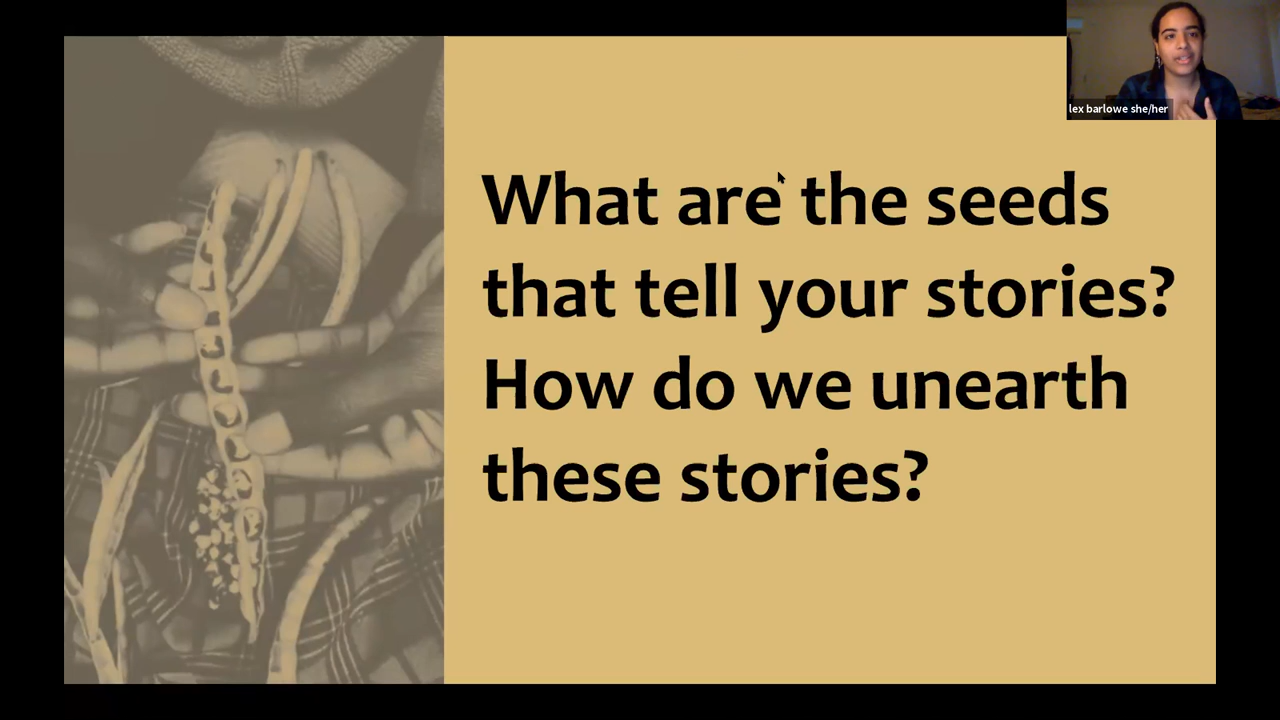 lex barlowe she/her
What are the seeds
that tell your stories?
How do we unearth
these stories?